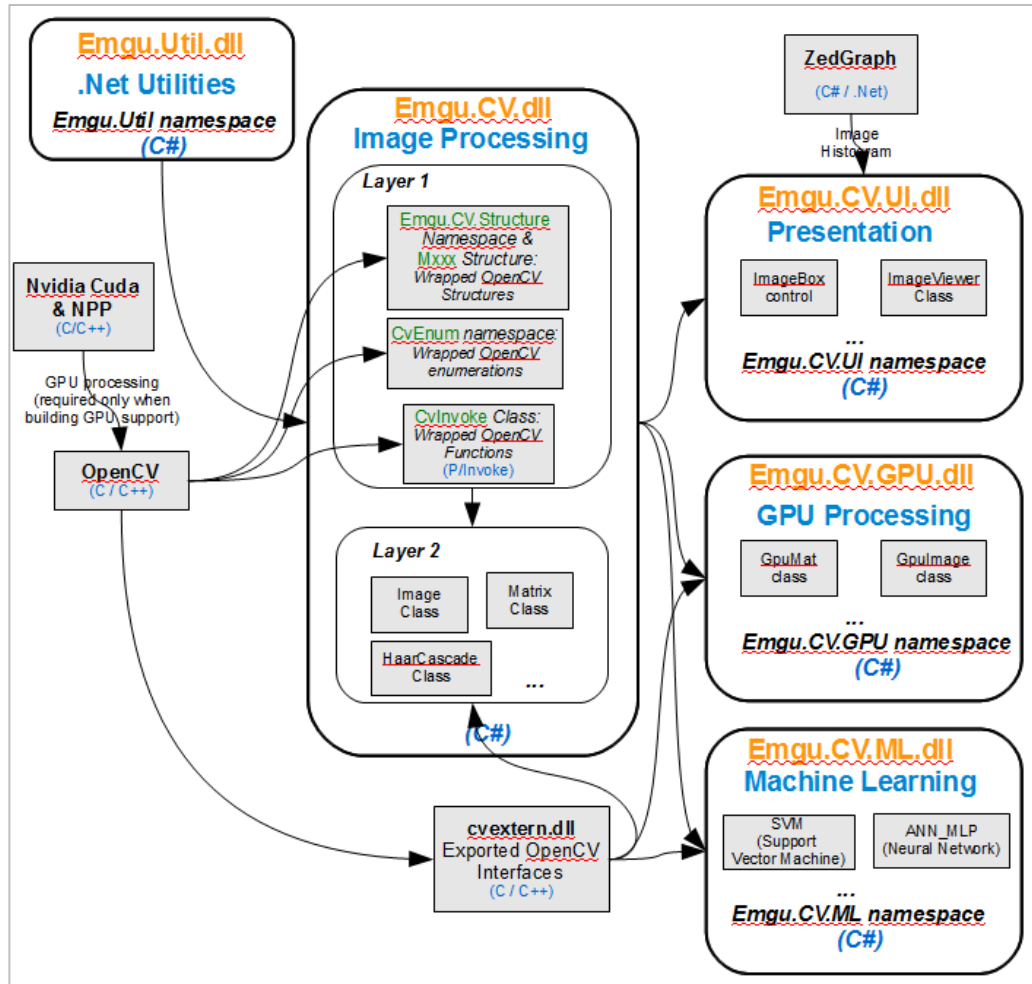 Emgu.Util.dll
.Net Utilities
Emgu.Util namespace
(C#)
Nvidia Cuda
& NPP
(C/C++)
GPU processing
(required only when
building GPU support)
OpenCV
(C / C++)
Emgu.CV.dll
Image Processing
Layer 1
Emgu.CV.Structure
Namespace &
Mxxx Structure:
Wrapped OpenCV
Structures
CvEnum namespace:
Wrapped OpenCV
enumerations
CvInvoke Class:
Wrapped OpenCV
Functions
(P/Invoke)
Layer 2
Image
Class
Matrix
Class
HaarCascade
Class
...
(C#)
cvextern.dll
Exported OpenCV
Interfaces
(C / C++)
ZedGraph
(C# / .Net)
Image
Histogram
Emgu.CV.UI.dll
Presentation
ImageBox
control
ImageViewer
Class
...
Emgu.CV.UI namespace
(C#)
Emgu.CV.GPU.dll
GPU Processing
GpuMat
class
GpuImage
class
...
Emgu.CV.GPU namespace
(C#)
Emgu.CV.ML.dll
Machine Learning
SVM
(Support
Vector Machine)
ANN_MLP
(Neural Network)
...
Emgu.CV.ML namespace
(C#)